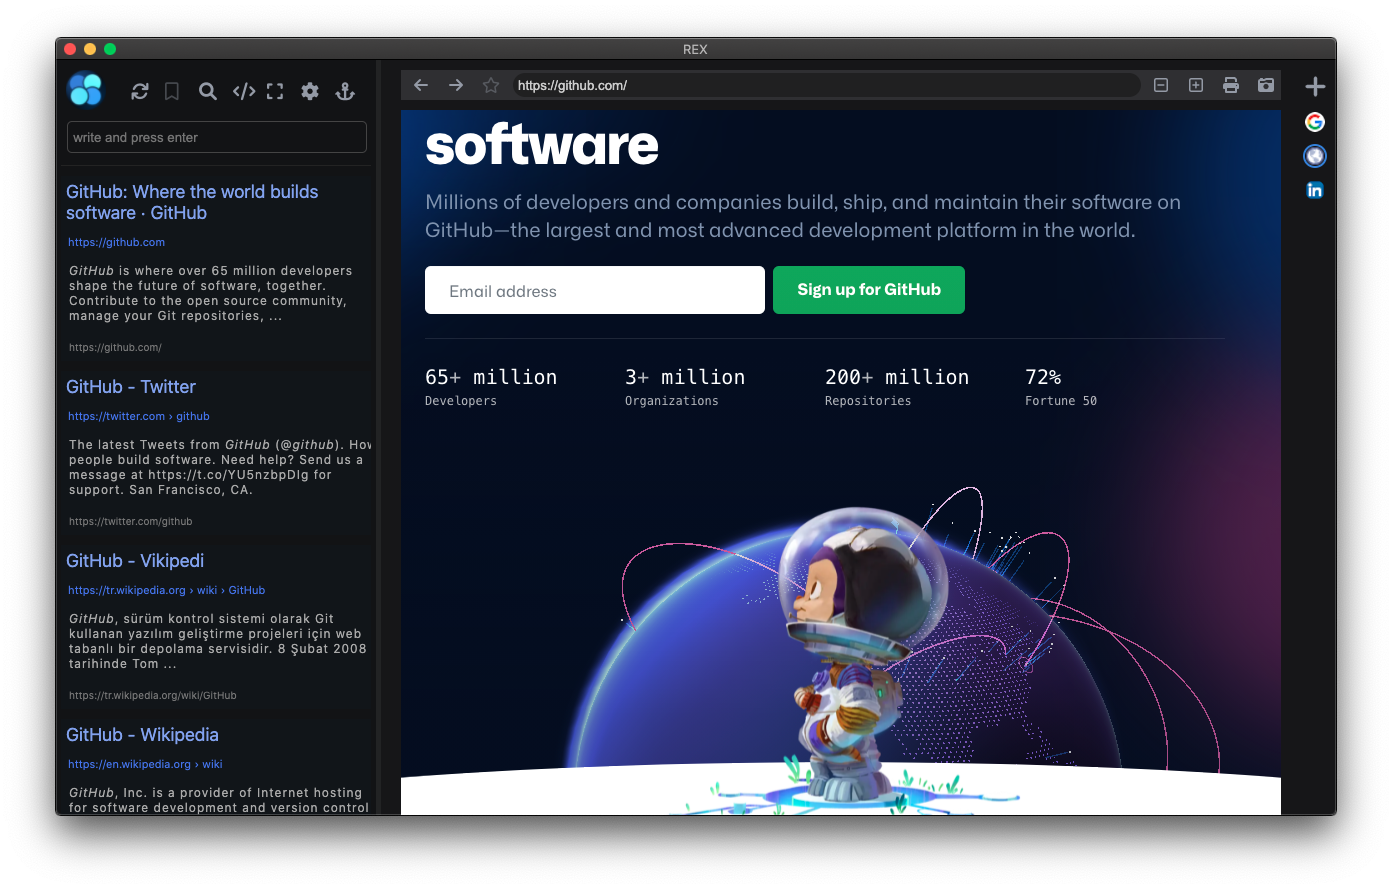 REX
write and press enter
GitHub: Where the world builds
software · GitHub
https://github.com
GitHub is where over 65 million developers
shape the future of software, together.
Contribute to the open source community,
manage your Git repositories, ...
https://github.com/
GitHub - Twitter
https://twitter.com › github
The latest Tweets from GitHub (@github). How
people build software. Need help? Send us a
message at https://t.co/YU5nzbpDIg for
support. San Francisco, CA.
https://twitter.com/github
GitHub - Vikipedi
https://tr.wikipedia.org › wiki › GitHub
GitHub, sürüm kontrol sistemi olarak Git
kullanan yazılım geliştirme projeleri için web
tabanlı bir depolama servisidir. 8 Şubat 2008
tarihinde Tom ...
https://tr.wikipedia.org/wiki/GitHub
GitHub - Wikipedia
https://en.wikipedia.org › wiki
GitHub, Inc. is a provider of Internet hosting
for software development and version control
https://github.com/
software
Millions of developers and companies build, ship, and maintain their software on
GitHub—the largest and most advanced development platform in the world.
Email address
Sign up for GitHub
65+ million
Developers
3+ million
Organizations
200+ million
Repositories
72%
Fortune 50
G
in